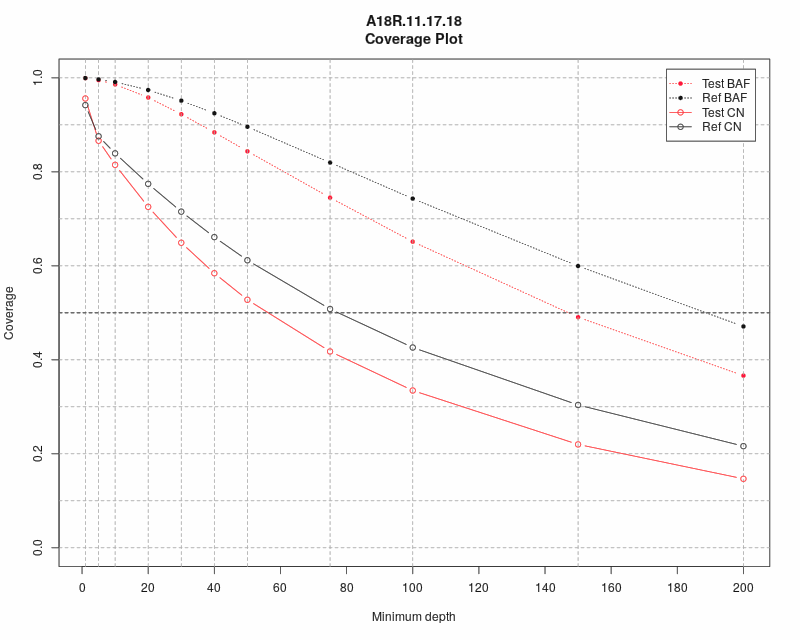 A18R.11.17.18
Coverage Plot
Test BAF
Ref BAF
Test CN
Ref CN
1.0
0.8
0.6
0.4
0.2
0.0
Coverage
0 20 40 60 80 100 120 140 160 180 200
Minimum depth